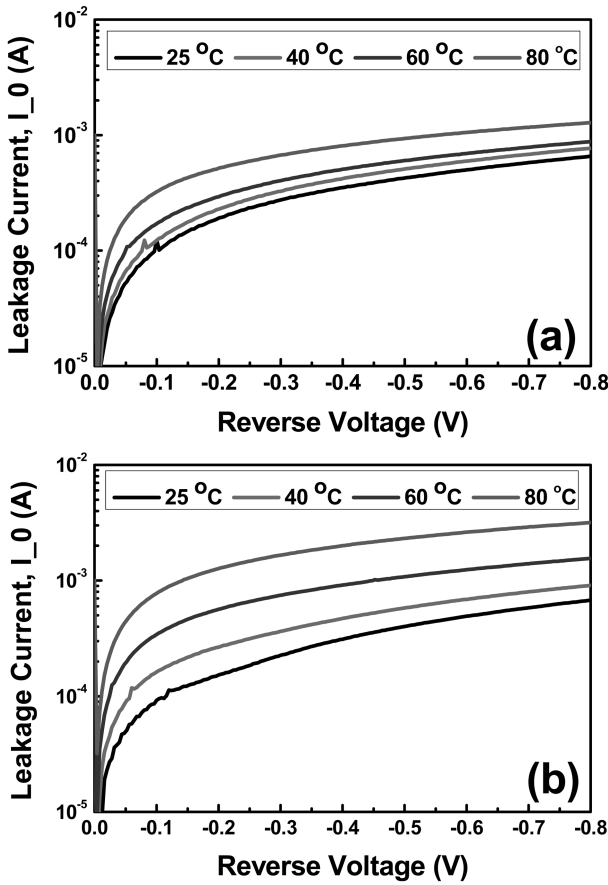 10⁻²
25 °C 40 °C 60 °C 80 °C
10⁻³
10⁻⁴
10⁻⁵
Leakage Current, I_0 (A)
(a)
0.0 -0.1 -0.2 -0.3 -0.4 -0.5 -0.6 -0.7 -0.8
Reverse Voltage (V)
10⁻²
25 °C 40 °C 60 °C 80 °C
10⁻³
10⁻⁴
10⁻⁵
Leakage Current, I_0 (A)
(b)
0.0 -0.1 -0.2 -0.3 -0.4 -0.5 -0.6 -0.7 -0.8
Reverse Voltage (V)